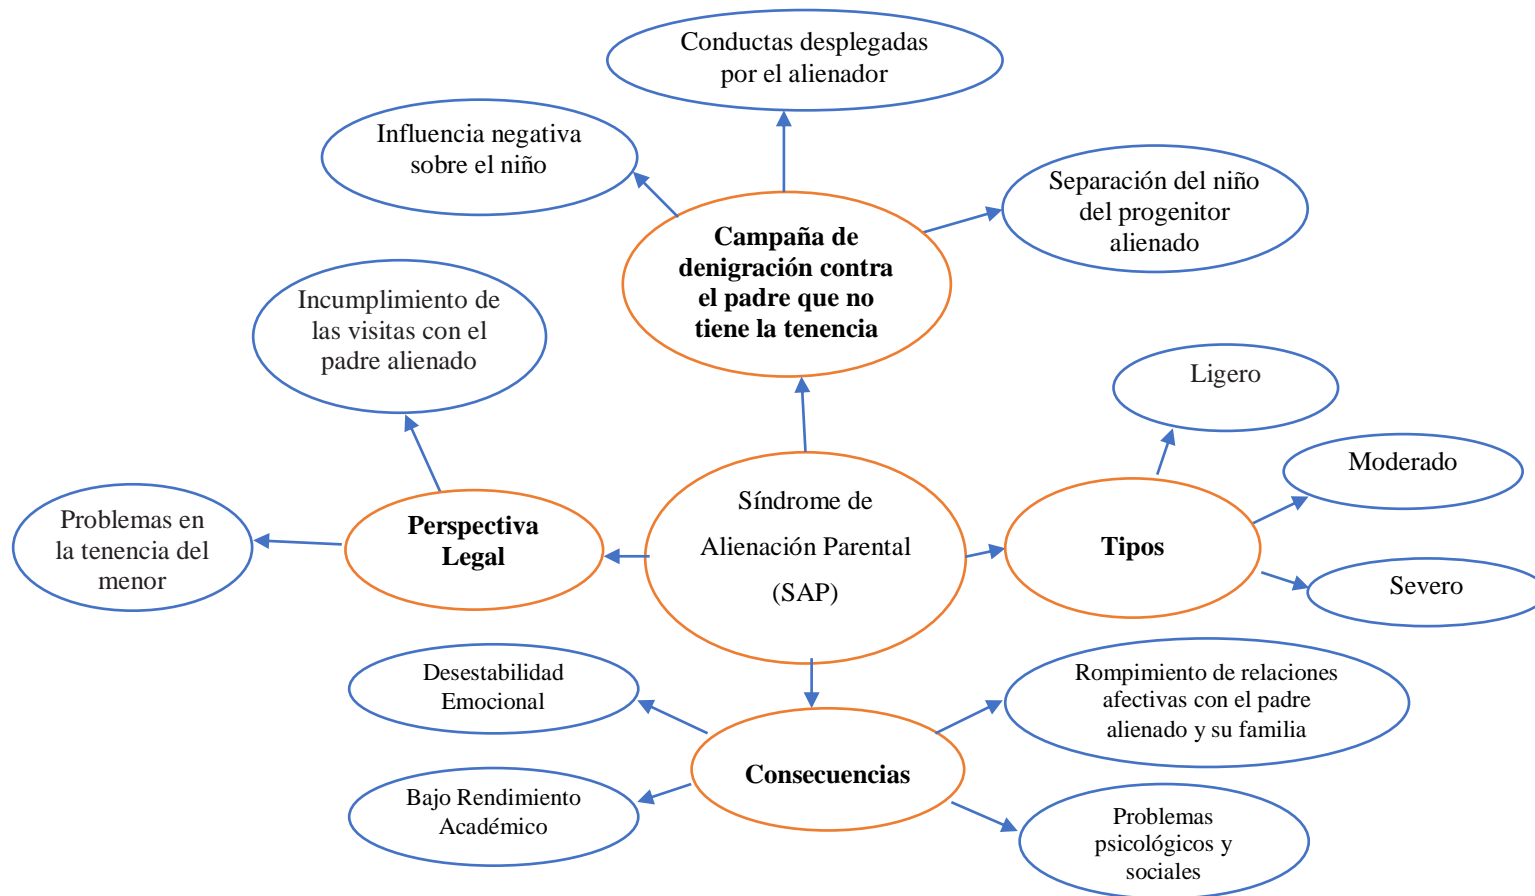 Conductas desplegadas
por el alienador
Influencia negativa
sobre el niño
Separación del niño
del progenitor
alienado
Campaña de
denigración contra
el padre que no
tiene la tenencia
Incumplimiento de
las visitas con el
padre alienado
Ligero
Moderado
Severo
Tipos
Síndrome de
Alienación Parental
(SAP)
Perspectiva
Legal
Problemas en
la tenencia del
menor
Desestabilidad
Emocional
Rompimiento de relaciones
afectivas con el padre
alienado y su familia
Consecuencias
Bajo Rendimiento
Académico
Problemas
psicológicos y
sociales